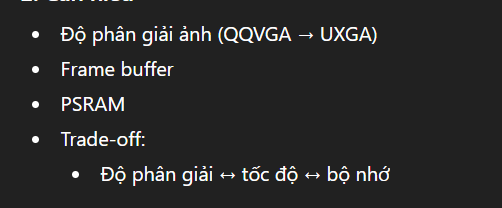 • Độ phân giải ảnh (QQVGA → UXGA)
• Frame buffer
• PSRAM
• Trade-off:
• Độ phân giải ↔ tốc độ ↔ bộ nhớ